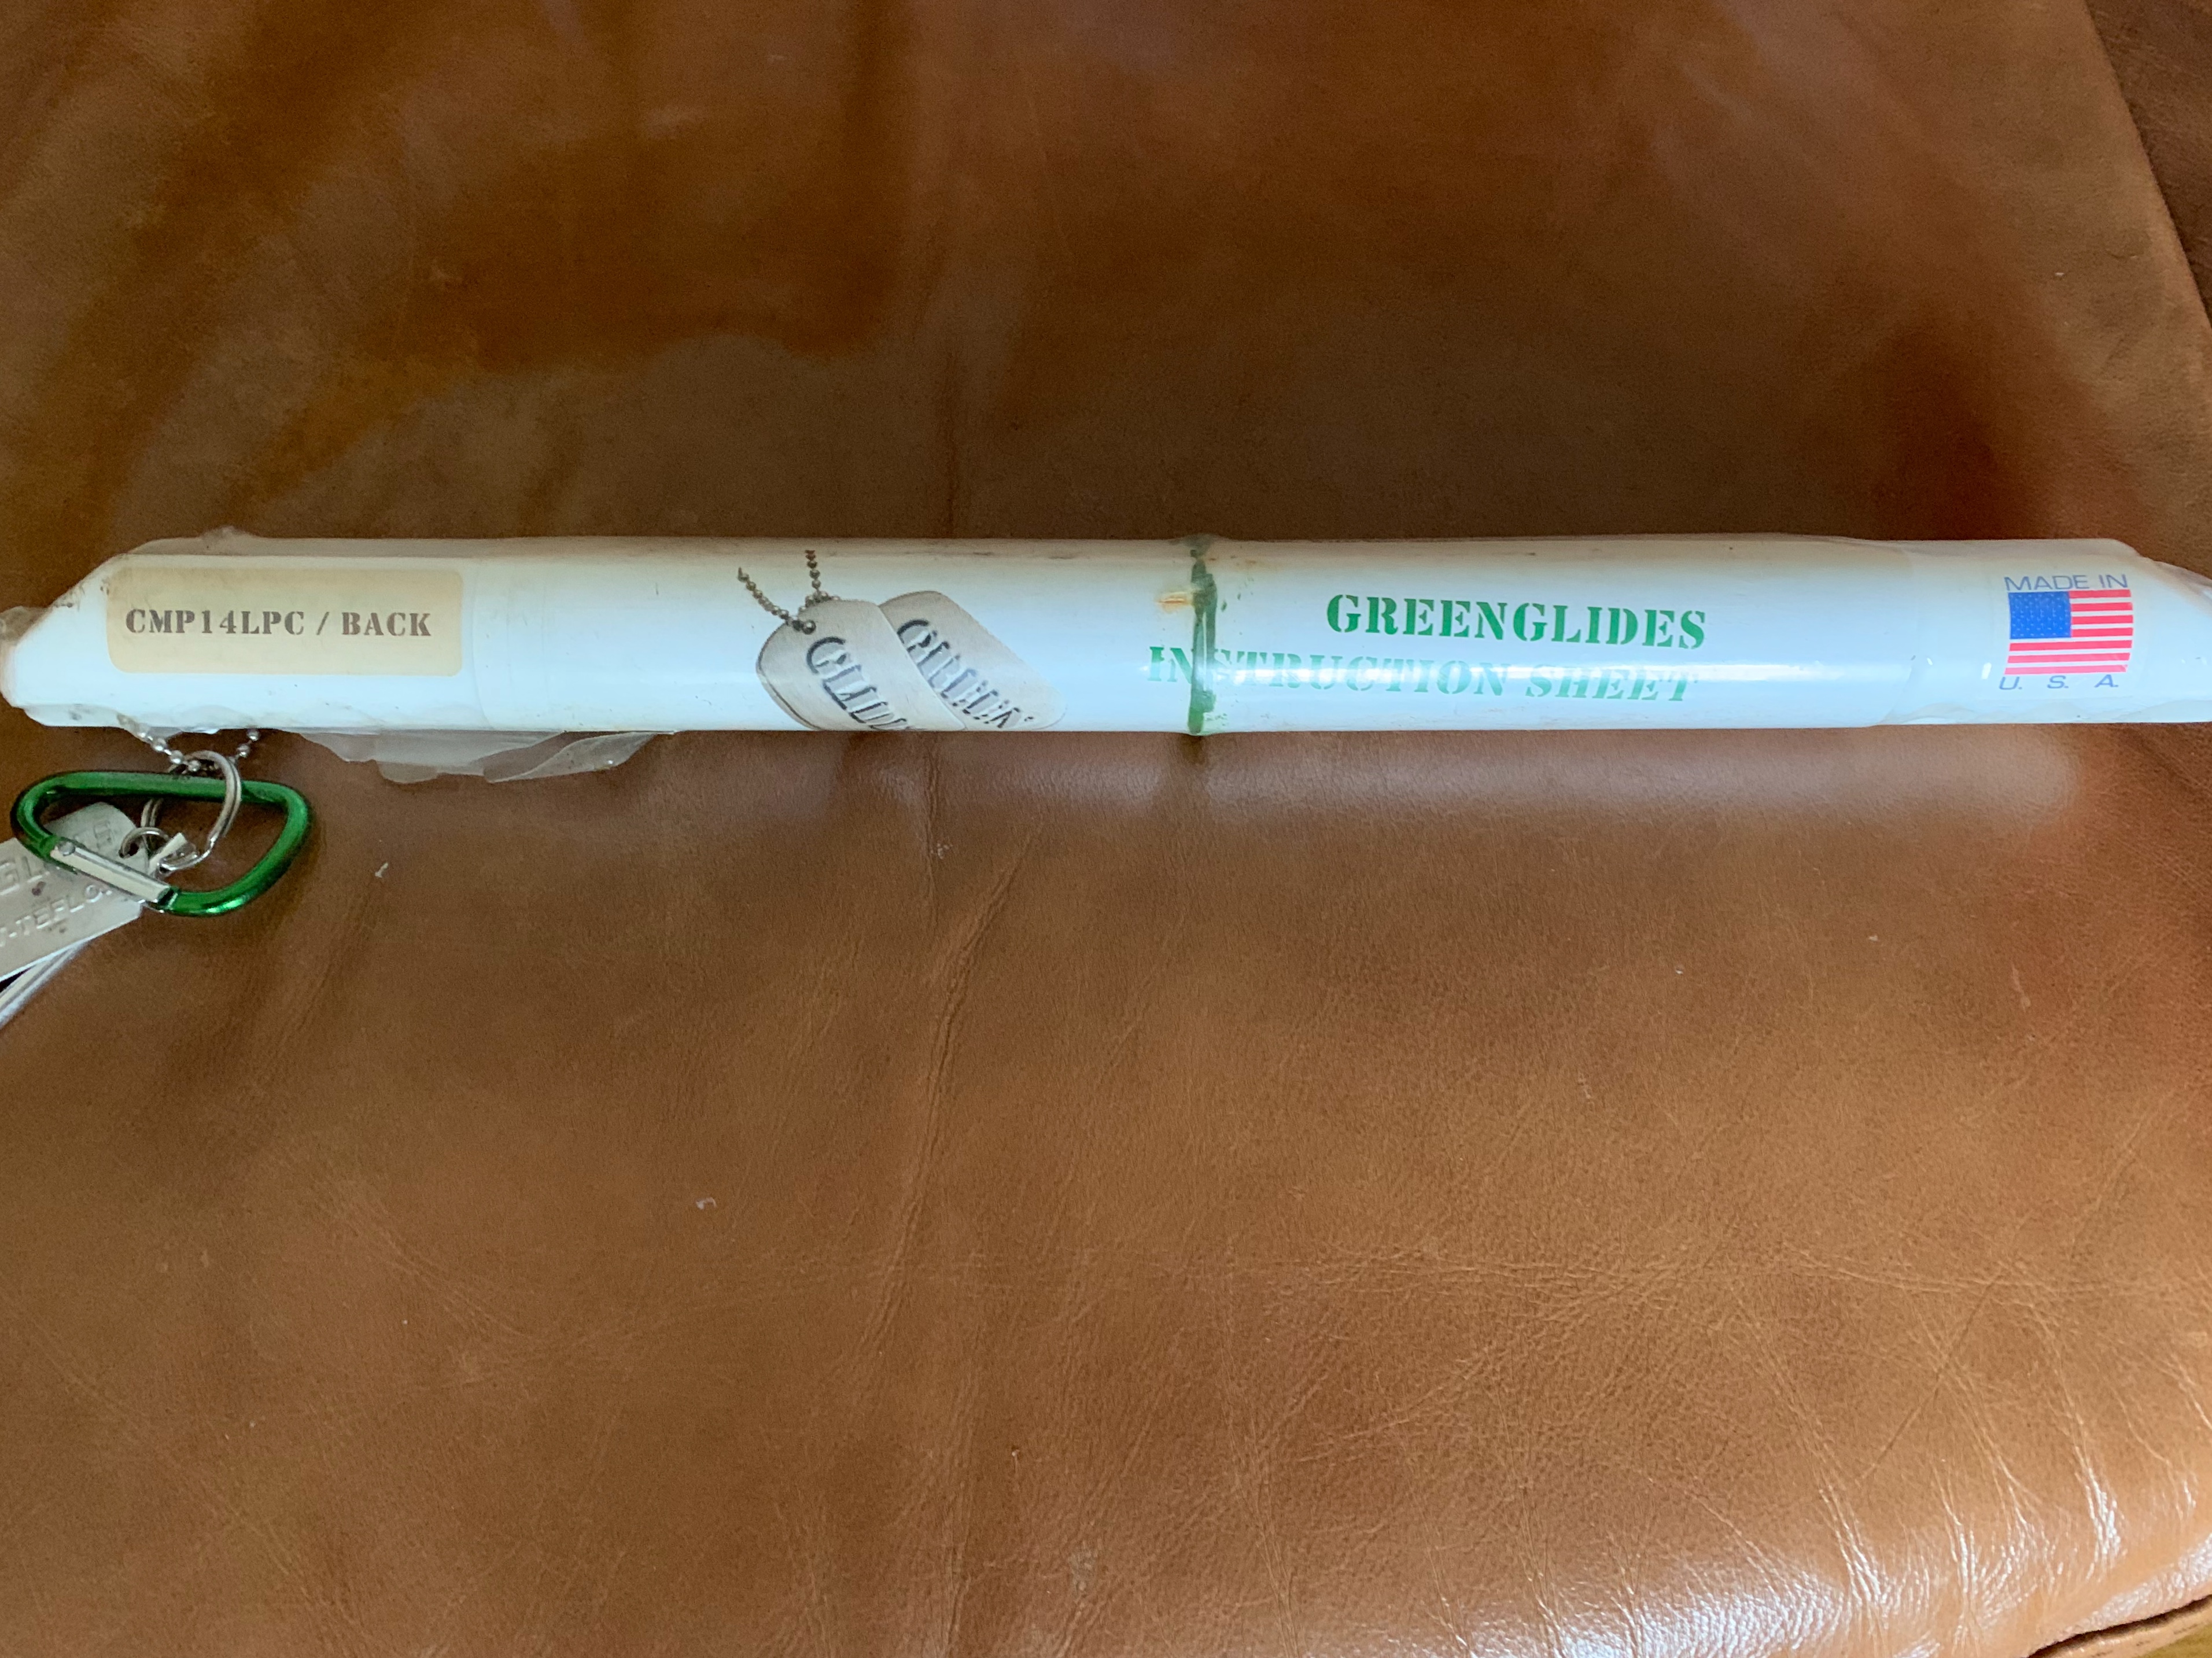 CMP14LPC / BACK
GREENGLIDES
INSTRUCTION SHEET
MADE IN
U. S. A.